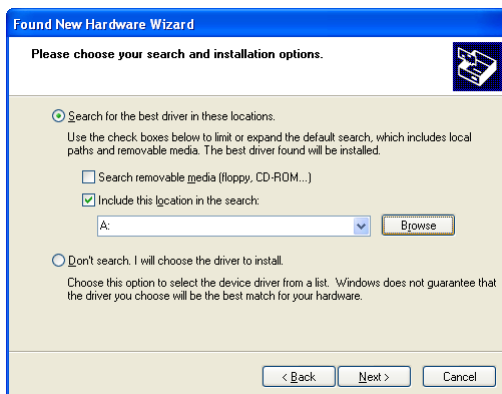 Found New Hardware Wizard
Please choose your search and installation options.
Search for the best driver in these locations.
Use the check boxes below to limit or expand the default search, which includes local
paths and removable media. The best driver found will be installed.
Search removable media (floppy, CD-ROM...)
Include this location in the search:
A:
Browse
Don't search. I will choose the driver to install.
Choose this option to select the device driver from a list. Windows does not guarantee that
the driver you choose will be the best match for your hardware.
< Back Next > Cancel